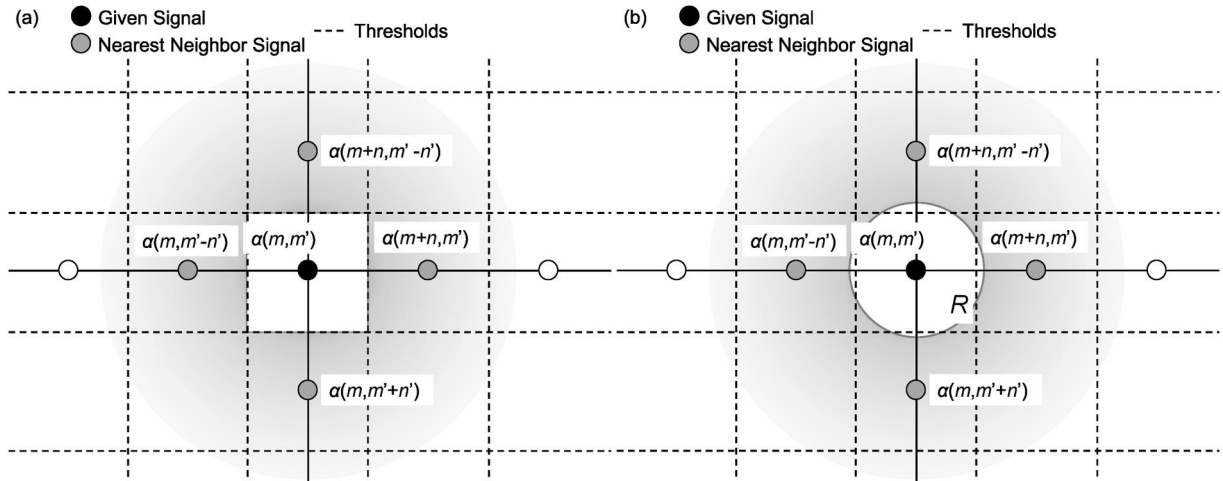 (a)
Given Signal
Nearest Neighbor Signal
Thresholds
α(m+n,m' -n')
α(m,m'-n')
α(m,m')
α(m+n,m')
α(m,m'+n')
(b)
Given Signal
Nearest Neighbor Signal
Thresholds
α(m+n,m' -n')
α(m,m'-n')
α(m,m')
α(m+n,m')
R
α(m,m'+n')